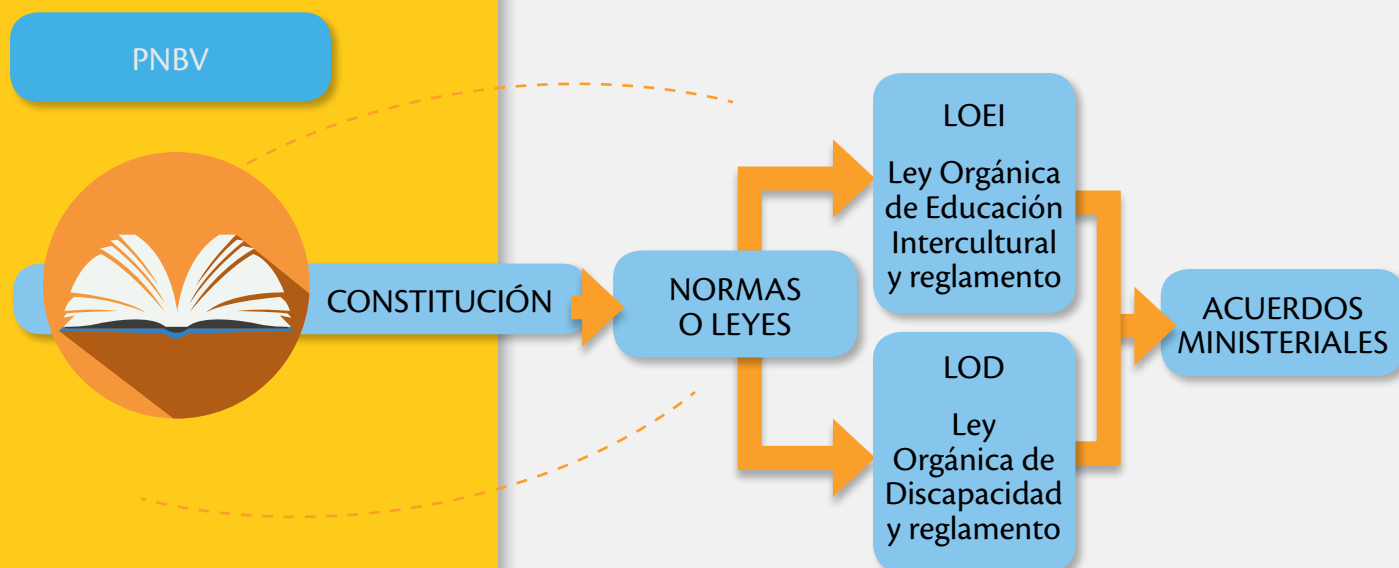 PNBV
CONSTITUCIÓN
NORMAS
O LEYES
LOEI
Ley Orgánica
de Educación
Intercultural
y reglamento
LOD
Ley
Orgánica de
Discapacidad
y reglamento
ACUERDOS
MINISTERIALES